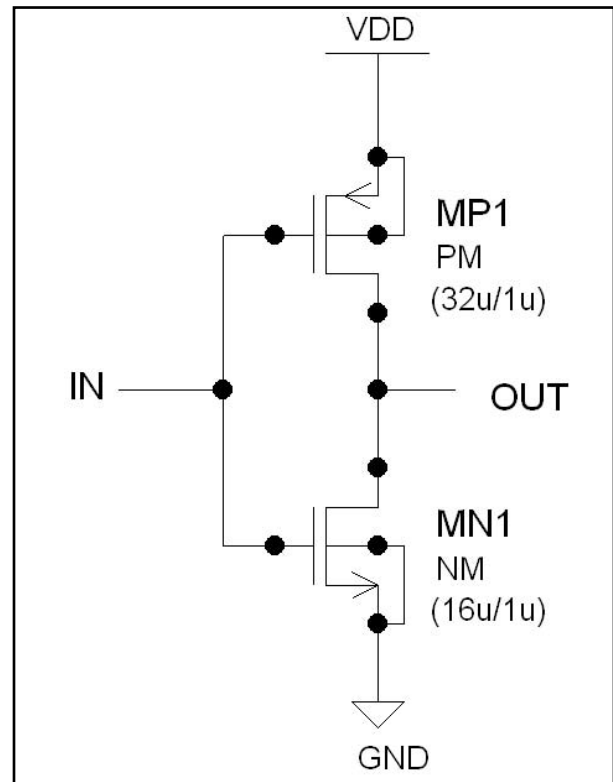 VDD
MP1
PM
(32u/1u)
IN
OUT
MN1
NM
(16u/1u)
GND